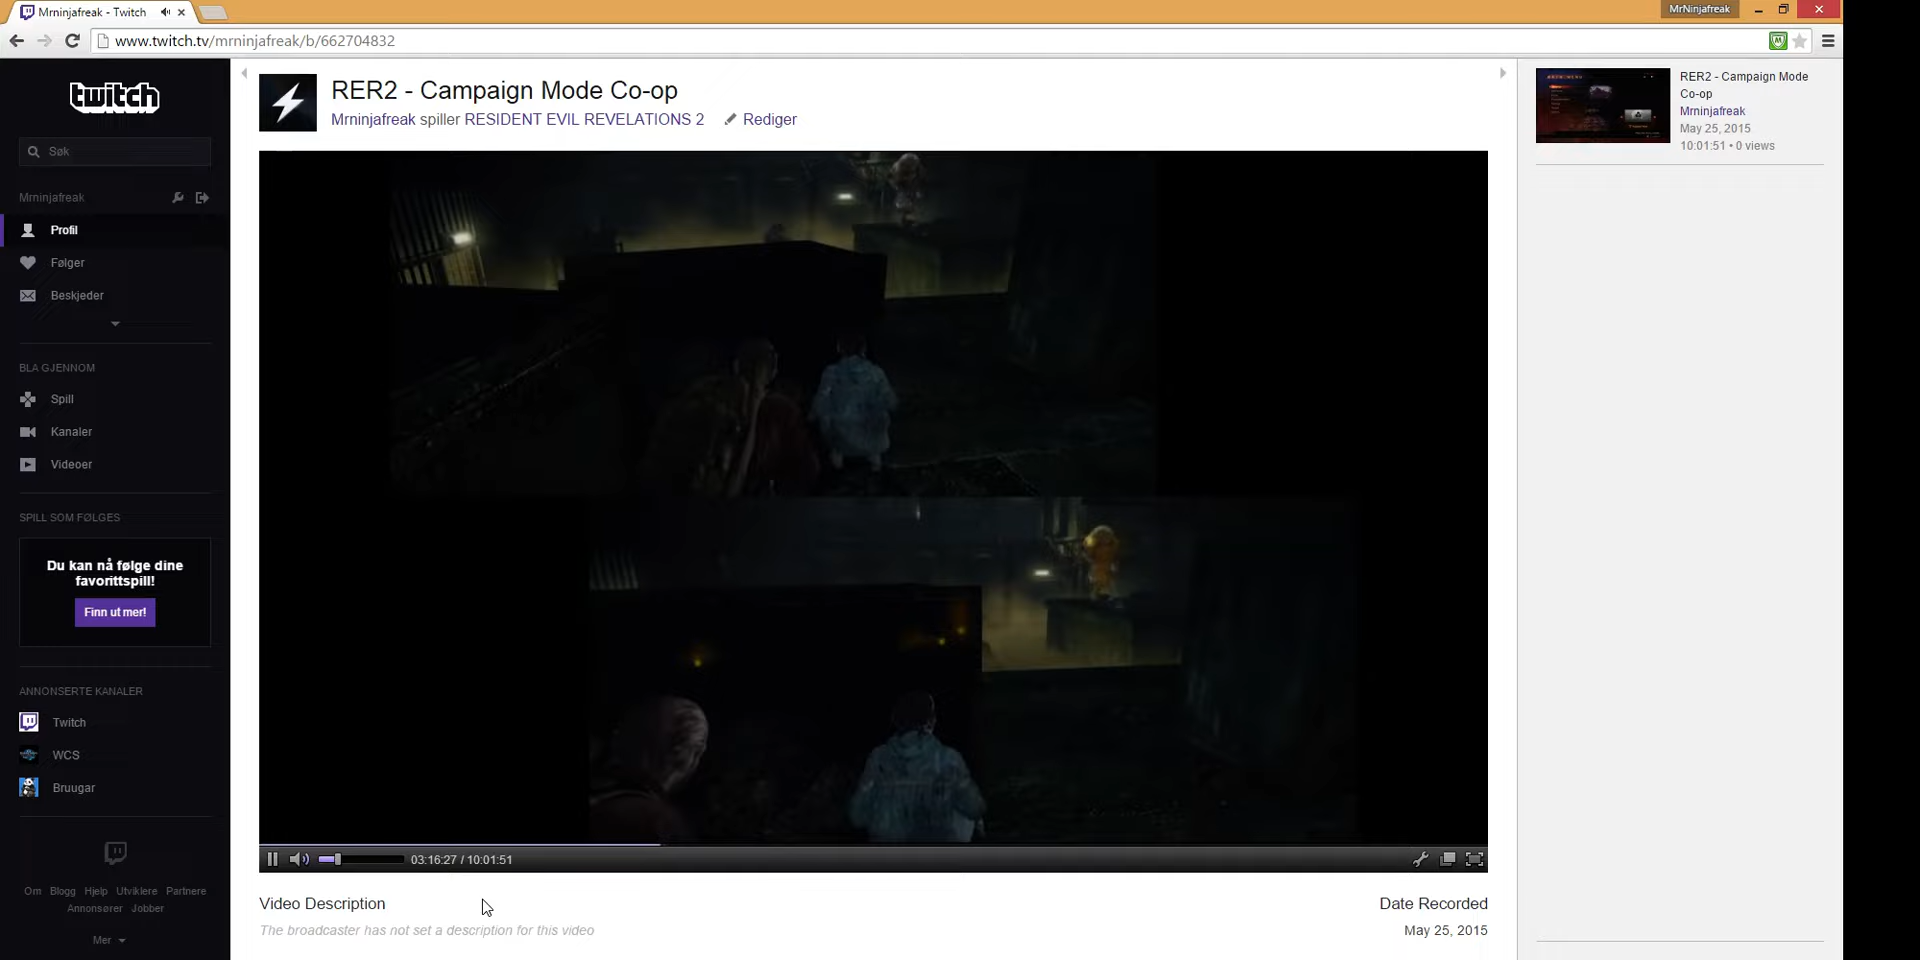 Mrninjafreak - Twitch
MrNinjafreak
www.twitch.tv/mrninjafreak/b/662704832
twitch
Søk
Mrninjafreak
Profil
Følger
Beskjeder
BLA GJENNOM
Spill
Kanaler
Videoer
SPILL SOM FØLGES
Du kan nå følge dine
favorittspill!
Finn ut mer!
ANNONSERTE KANALER
Twitch
WCS
Bruugar
Om Blogg Hjelp Utviklere Partnere
Annonsører Jobber
Mer
RER2 - Campaign Mode Co-op
Mrninjafreak spiller RESIDENT EVIL REVELATIONS 2 Rediger
03:16:27 / 10:01:51
Video Description
The broadcaster has not set a description for this video
Date Recorded
May 25, 2015
RER2 - Campaign Mode
Co-op
Mrninjafreak
May 25, 2015
10:01:51 • 0 views